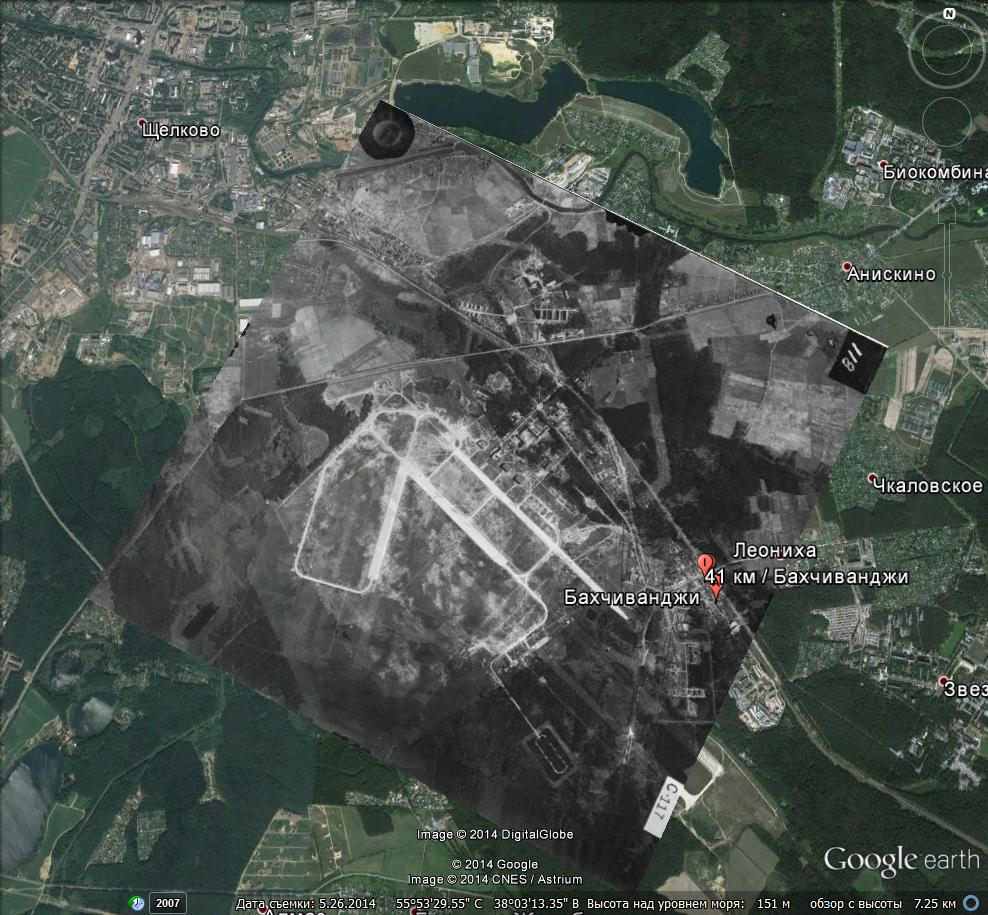 N
Щелково
Биокомбина
Анискино
118
Чкаловское
Леониха
41 км / Бахчиванджи
Бахчиванджи
Звез
С-117
Image © 2014 DigitalGlobe
© 2014 Google
Image © 2014 CNES / Astrium
Google earth
2007
Дата съемки: 5.26.2014 55°53'29.55" С 38°03'13.35" В Высота над уровнем моря: 151 м обзор с высоты 7.25 км